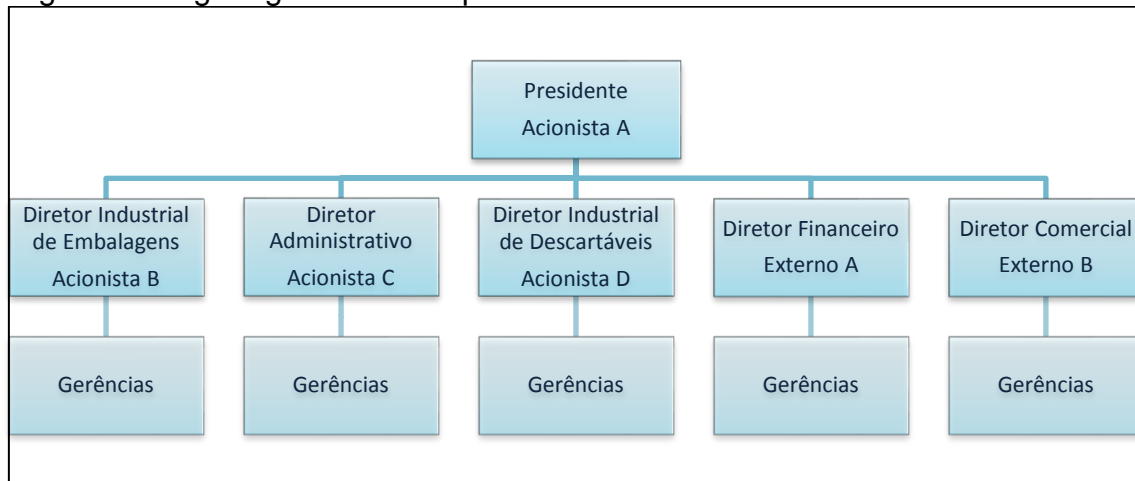 Presidente
Acionista A
Diretor Industrial
de Embalagens
Acionista B
Diretor
Administrativo
Acionista C
Diretor Industrial
de Descartáveis
Acionista D
Diretor Financeiro
Externo A
Diretor Comercial
Externo B
Gerências
Gerências
Gerências
Gerências
Gerências